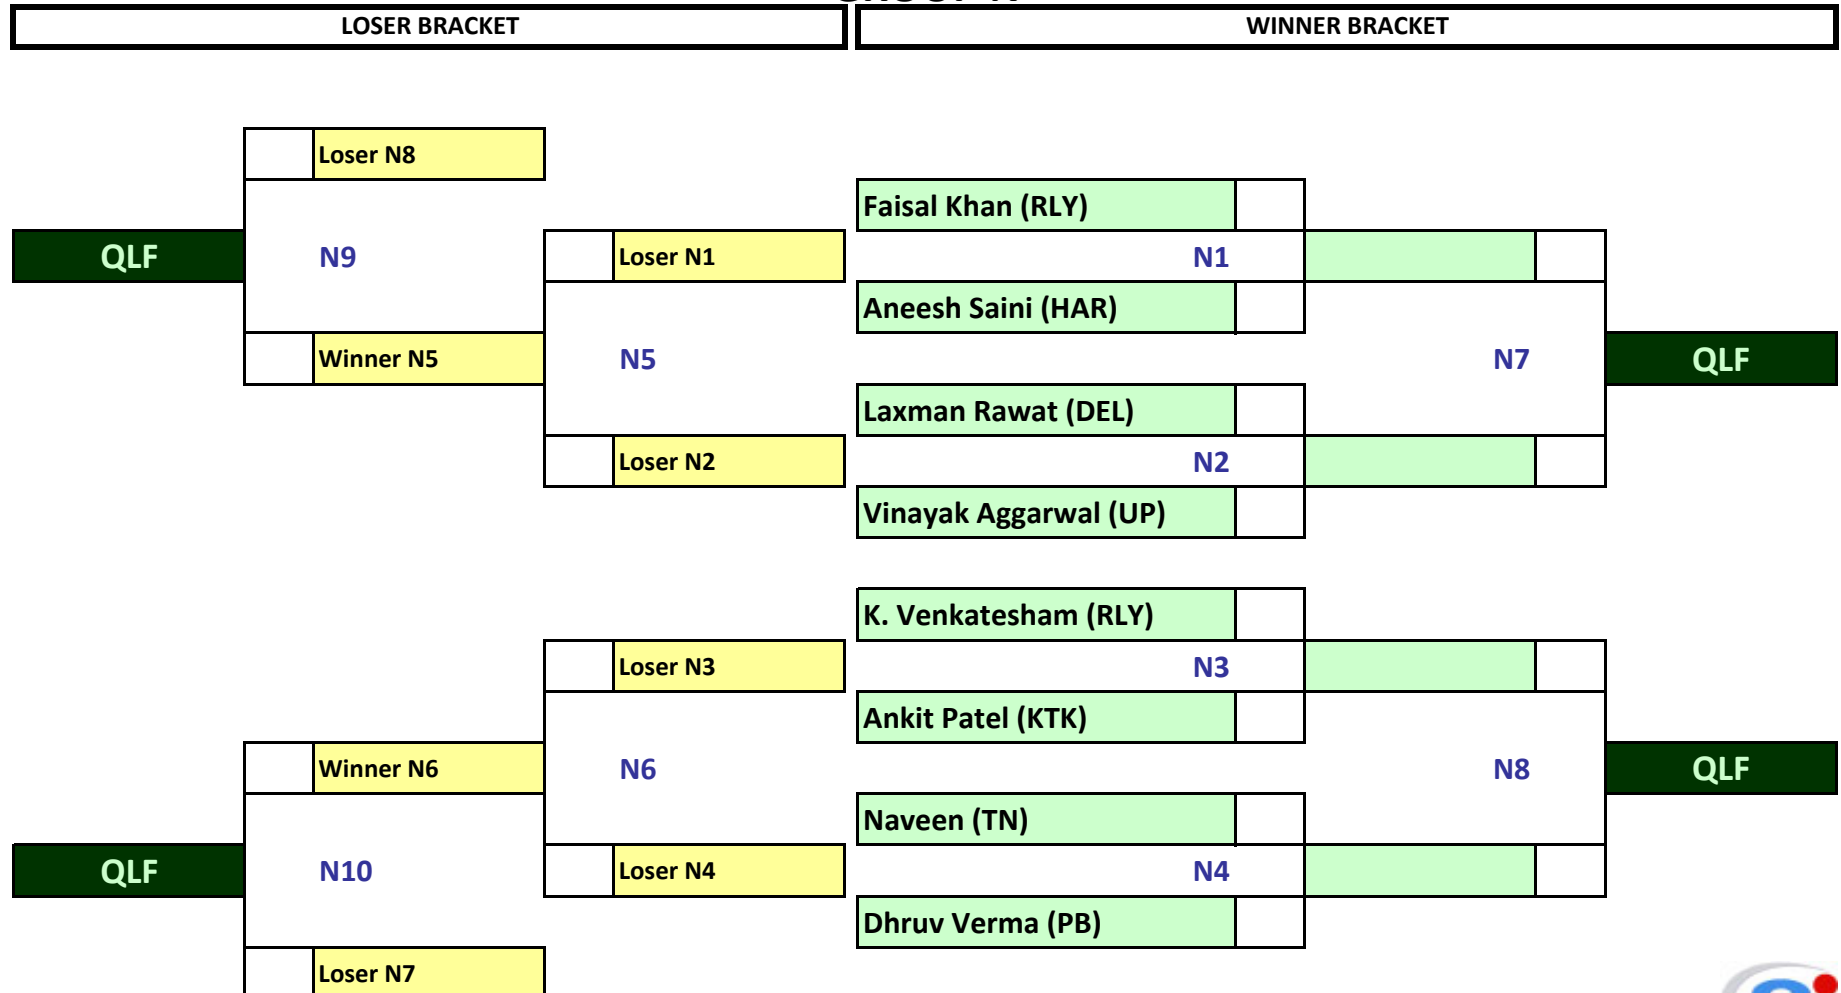 LOSER BRACKET
WINNER BRACKET
Loser N8
Faisal Khan (RLY)
QLF
N9
Loser N1
N1
Aneesh Saini (HAR)
Winner N5
N5
N7
QLF
Laxman Rawat (DEL)
Loser N2
N2
Vinayak Aggarwal (UP)
K. Venkatesham (RLY)
Loser N3
N3
Ankit Patel (KTK)
Winner N6
N6
N8
QLF
Naveen (TN)
QLF
N10
Loser N4
N4
Dhruv Verma (PB)
Loser N7